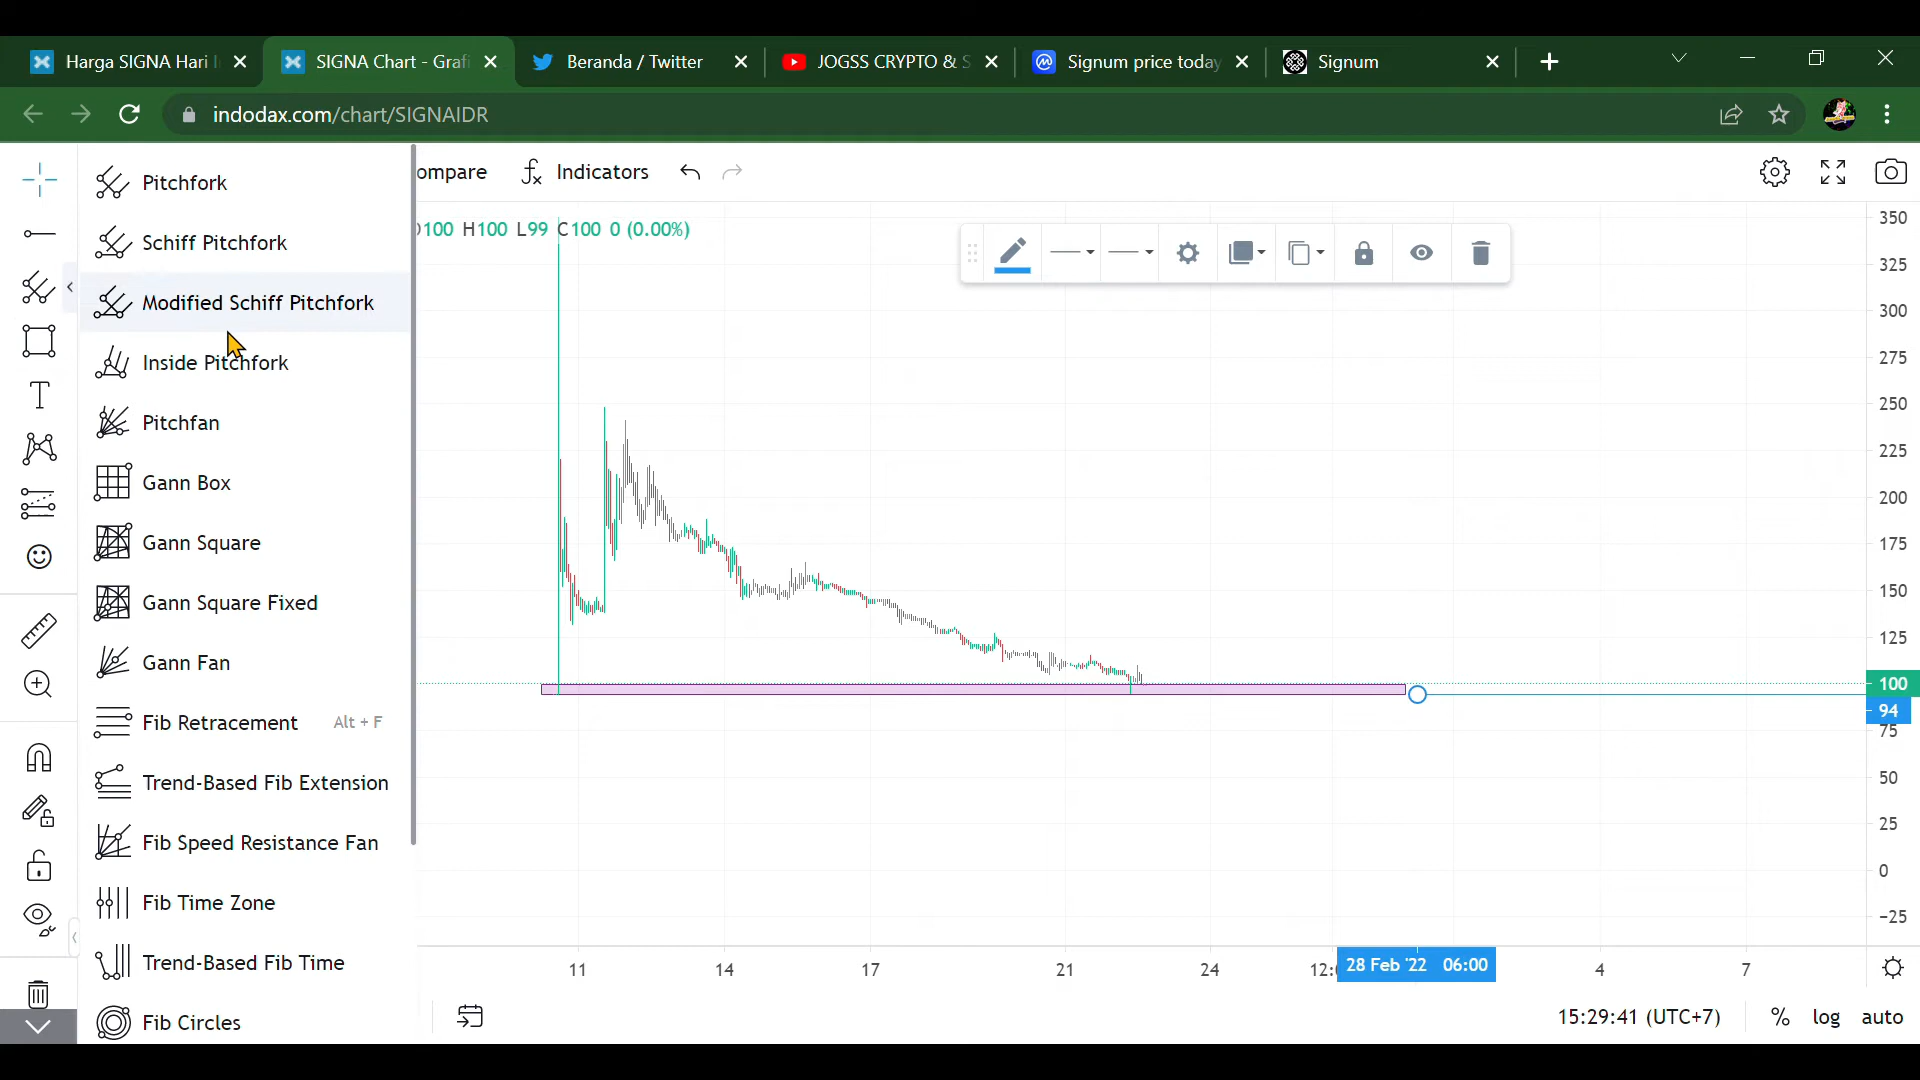 Harga SIGNA Hari
SIGNA Chart - Grafi
Beranda / Twitter
JOGSS CRYPTO & S
Signum price today
Signum
indodax.com/chart/SIGNAIDR
ompare
Indicators
100 H100 L99 C100 0 (0.00%)
Pitchfork
Schiff Pitchfork
Modified Schiff Pitchfork
Inside Pitchfork
Pitchfan
Gann Box
Gann Square
Gann Square Fixed
Gann Fan
Fib Retracement Alt + F
Trend-Based Fib Extension
Fib Speed Resistance Fan
Fib Time Zone
Trend-Based Fib Time
Fib Circles
350
325
300
275
250
225
200
175
150
125
100
94
75
50
25
0
−25
11
14
17
21
24
12:
28 Feb '22 06:00
4
7
15:29:41 (UTC+7)
%
log
auto